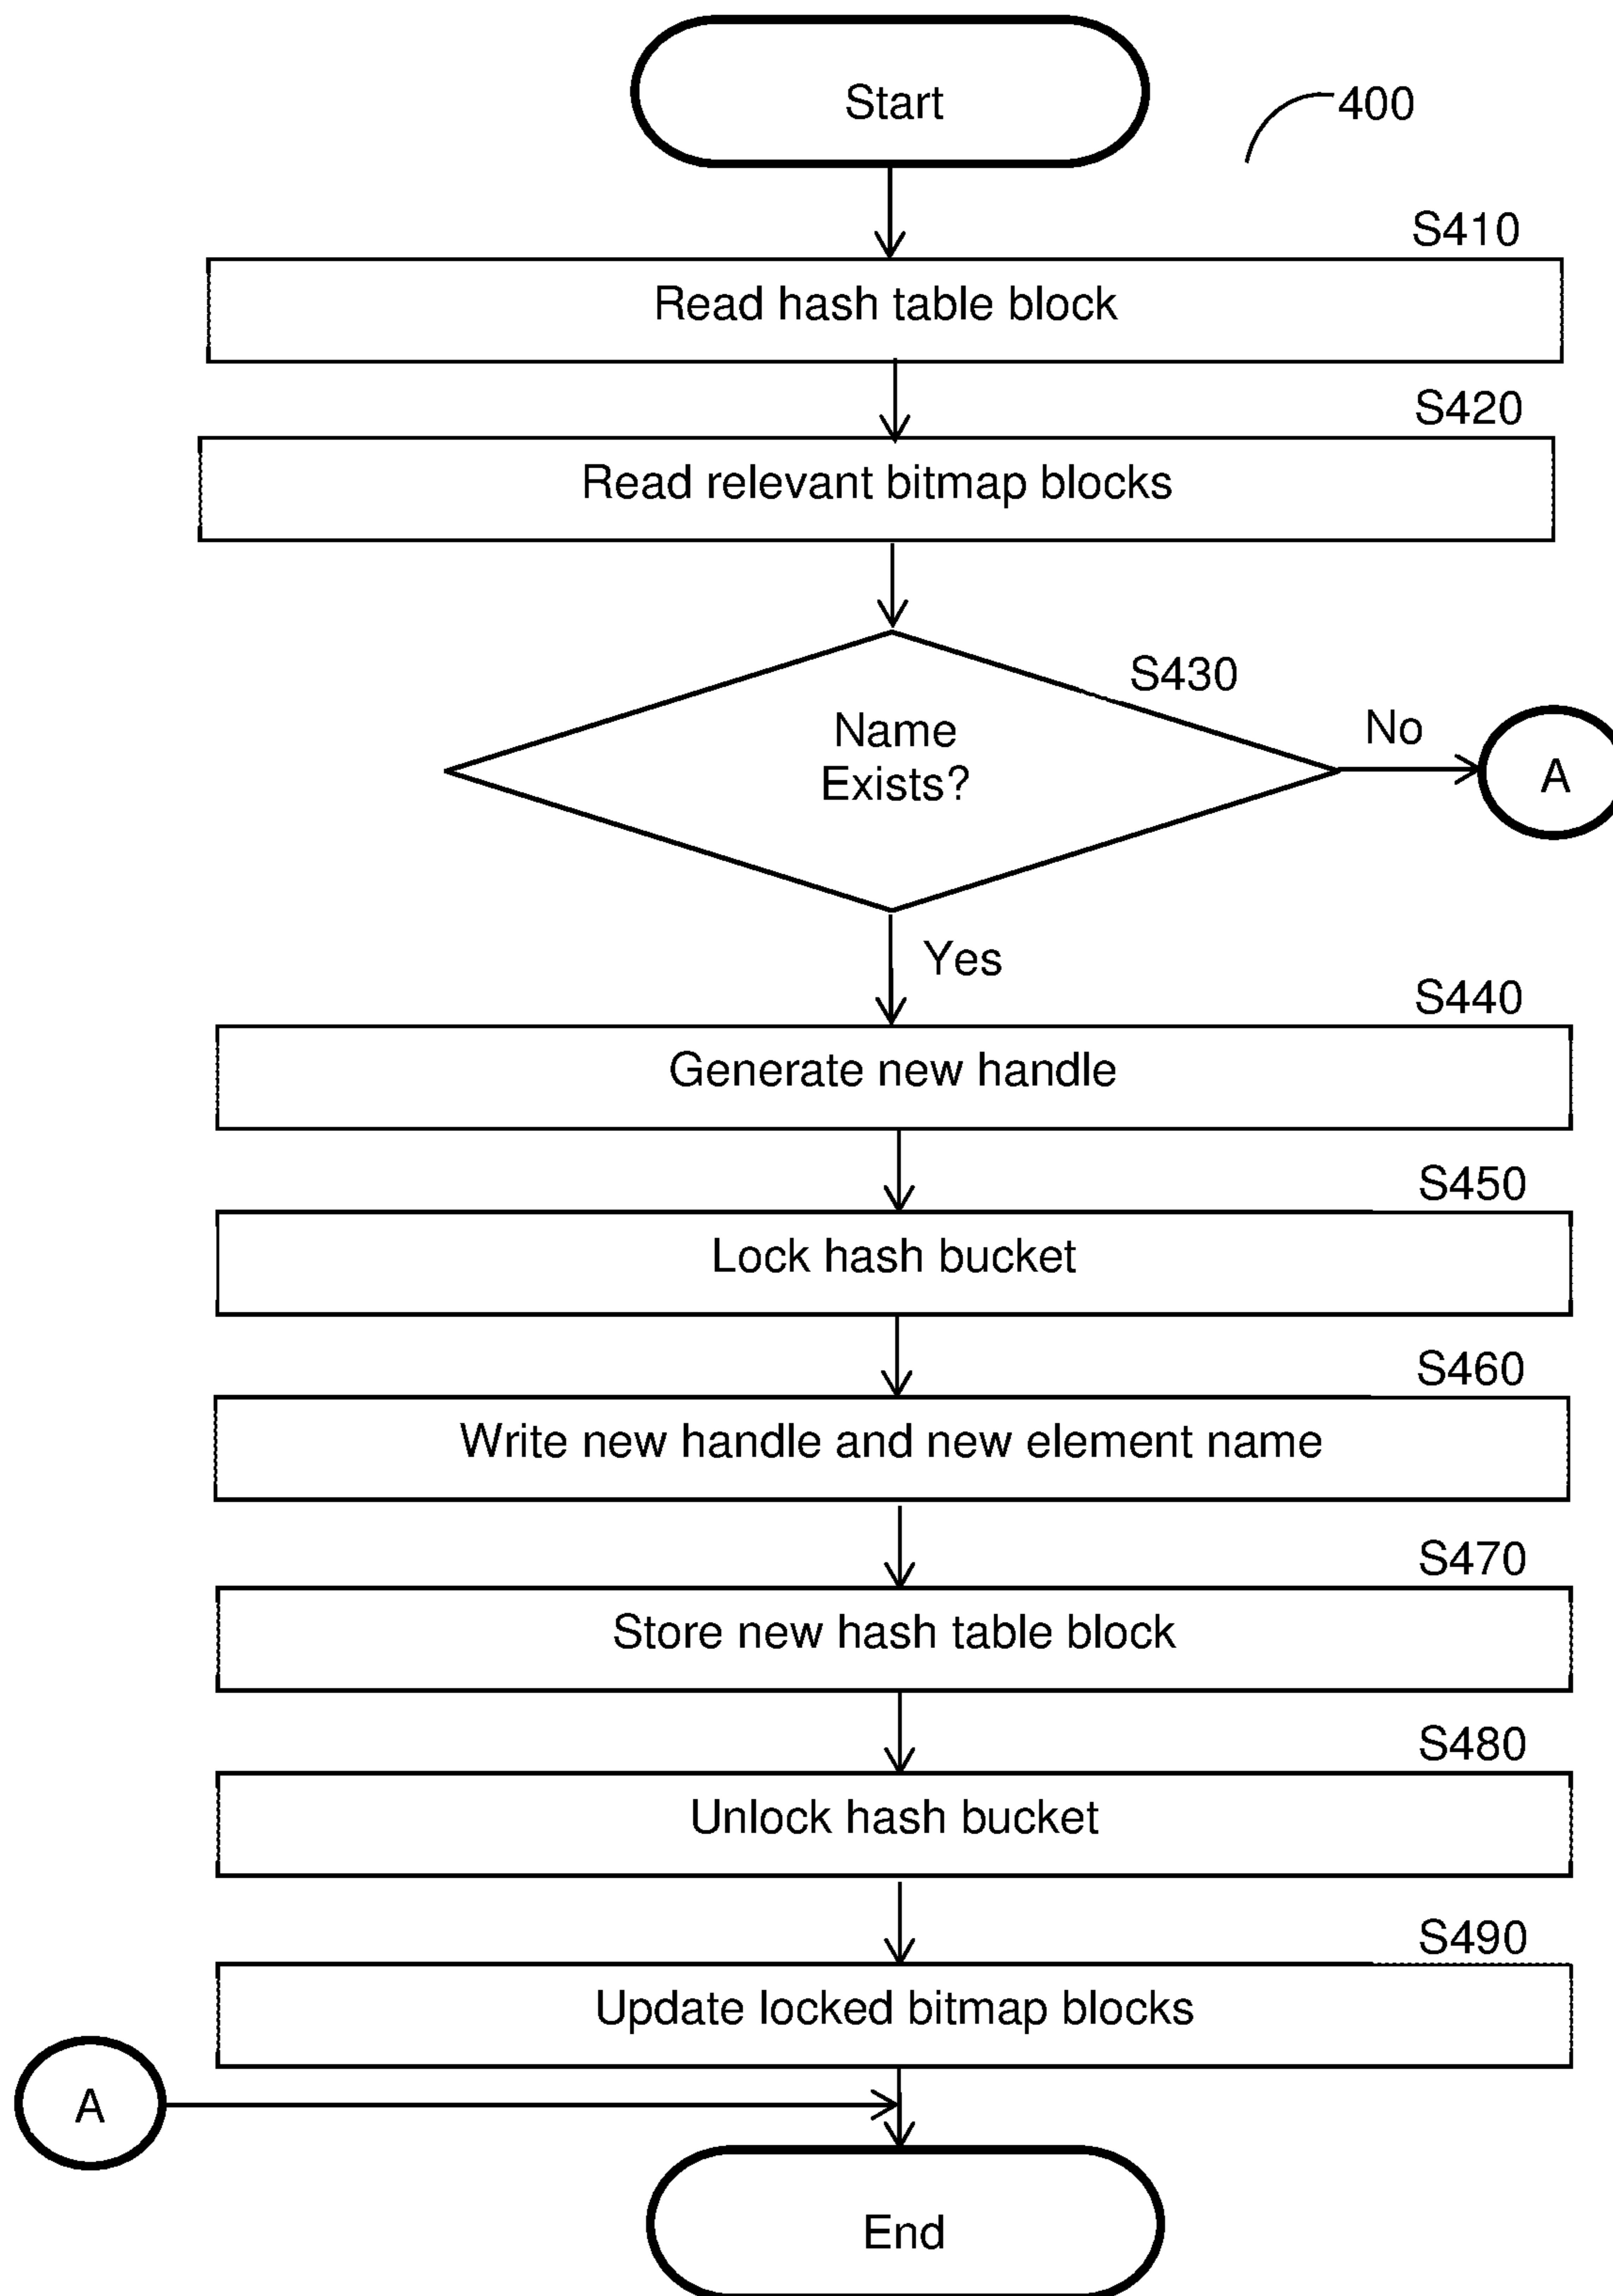 Start
400
S410
Read hash table block
S420
Read relevant bitmap blocks
S430
Name
Exists?
No
A
Yes
S440
Generate new handle
S450
Lock hash bucket
S460
Write new handle and new element name
S470
Store new hash table block
S480
Unlock hash bucket
S490
Update locked bitmap blocks
A
End